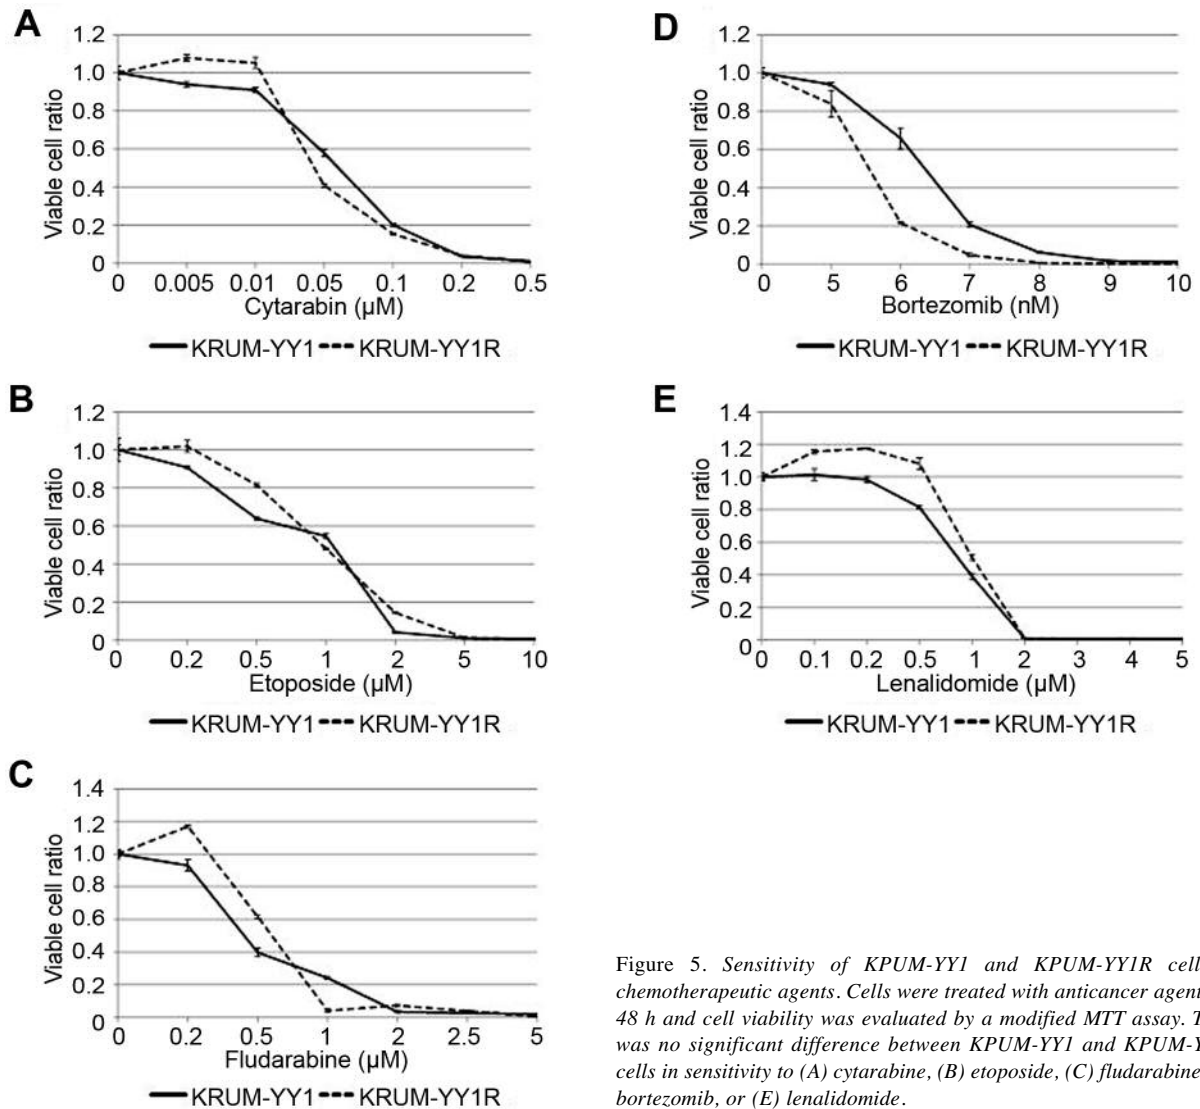 A
1.2
1.0
0.8
0.6
0.4
0.2
0
Viable cell ratio
0 0.005 0.01 0.05 0.1 0.2 0.5
Cytarabin (µM)
KRUM-YY1 KRUM-YY1R
B
1.2
1.0
0.8
0.6
0.4
0.2
0
Viable cell ratio
0 0.2 0.5 1 2 5 10
Etoposide (µM)
KRUM-YY1 KRUM-YY1R
C
1.4
1.2
1.0
0.8
0.6
0.4
0.2
0
Viable cell ratio
0 0.2 0.5 1 2 2.5 5
Fludarabine (µM)
KRUM-YY1 KRUM-YY1R
D
1.2
1.0
0.8
0.6
0.4
0.2
0
Viable cell ratio
0 5 6 7 8 9 10
Bortezomib (nM)
KRUM-YY1 KRUM-YY1R
E
1.4
1.2
1.0
0.8
0.6
0.4
0.2
0
Viable cell ratio
0 0.1 0.2 0.5 1 2 3 4 5
Lenalidomide (µM)
KRUM-YY1 KRUM-YY1R
Figure 5. Sensitivity of KPUM-YY1 and KPUM-YY1R cell
chemotherapeutic agents. Cells were treated with anticancer agent
48 h and cell viability was evaluated by a modified MTT assay. T
was no significant difference between KPUM-YY1 and KPUM-Y
cells in sensitivity to (A) cytarabine, (B) etoposide, (C) fludarabine
bortezomib, or (E) lenalidomide.